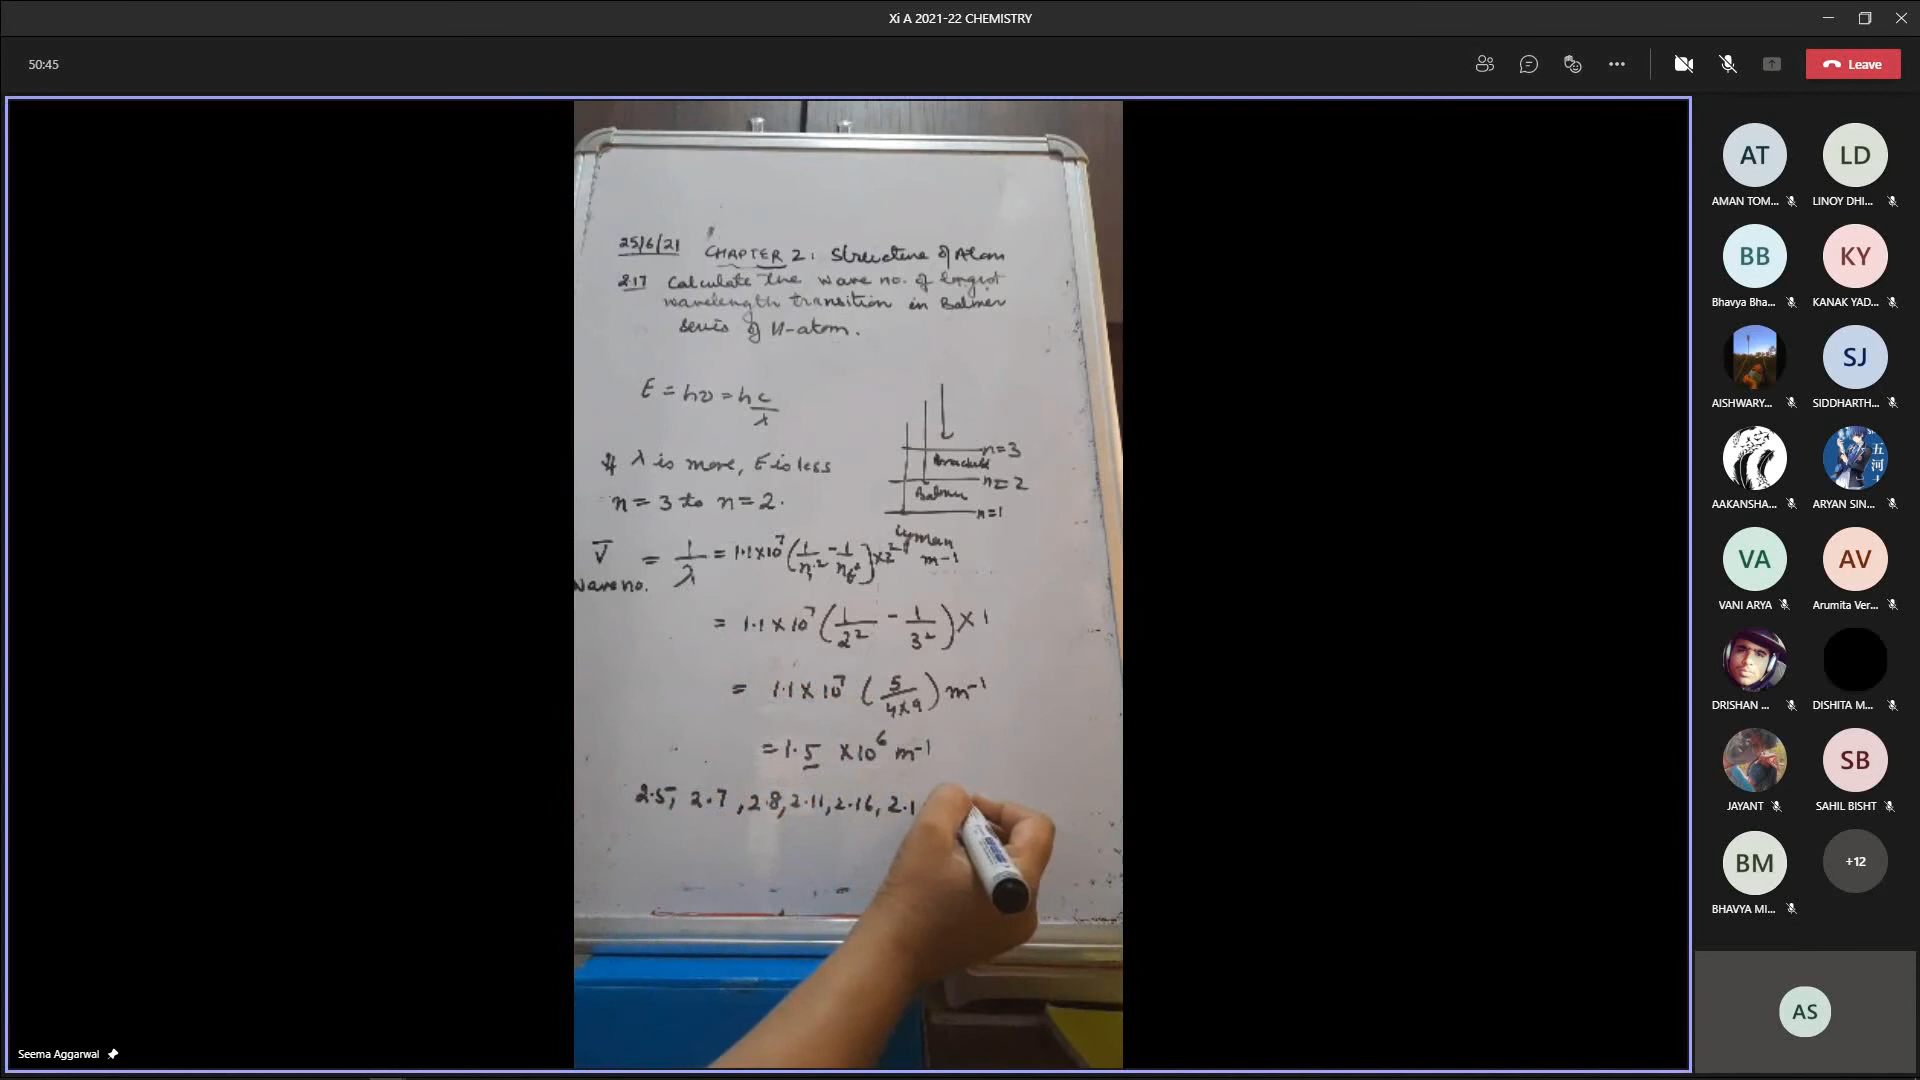 Xi A 2021-22 CHEMISTRY
50:45
Leave
25/6/21 CHAPTER 2: Structure of Atom
2.17 Calculate the wave no. of longest
wavelength transition in Balmer
series of H-atom.
E = hυ = hc/λ
If λ is more, E is less
n = 3 to n = 2.
n=3
n=2
Balmer
n=1
Lyman
V̅ = 1/λ = 1.1×10⁷ (1/n₁² - 1/nf²) × Z² m-1
Wave no.
= 1.1 × 10⁷ (1/2² - 1/3²) × 1
= 1.1 × 10⁷ (5/4×9) m-1
= 1.5 × 10⁶ m-1
2.5, 2.7, 2.8, 2.11, 2.16, 2.1
Seema Aggarwal
AT
LD
AMAN TOM...
LINOY DHI...
BB
KY
Bhavya Bha...
KANAK YAD...
SJ
AISHWARY...
SIDDHARTH...
五
河
AAKANSHA...
ARYAN SIN...
VA
AV
VANI ARYA
Arumita Ver...
DRISHAN ...
DISHITA M...
SB
JAYANT
SAHIL BISHT
BM
+12
BHAVYA MI...
AS